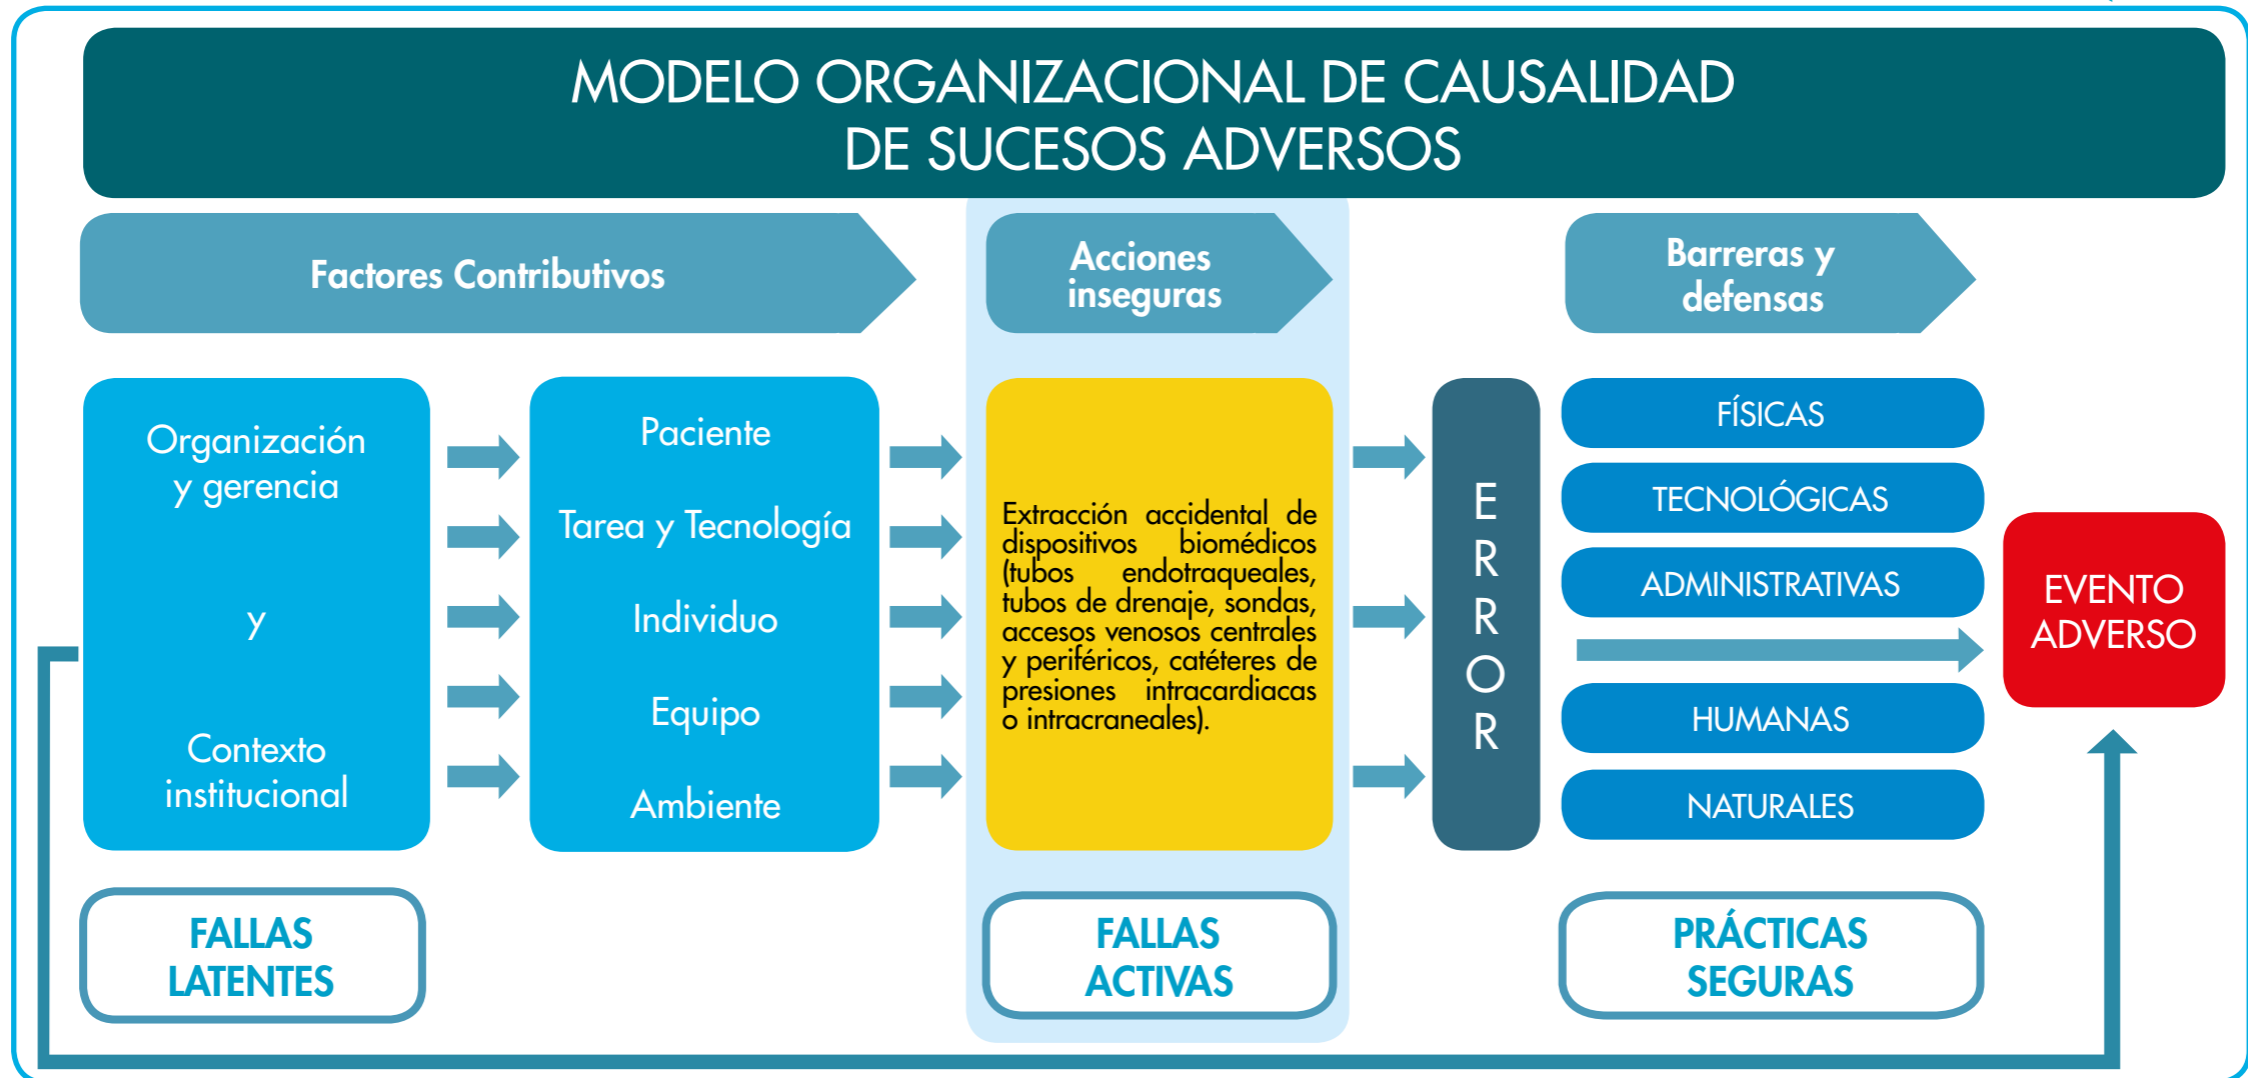 MODELO ORGANIZACIONAL DE CAUSALIDAD
DE SUCESOS ADVERSOS
Factores Contributivos
Acciones
inseguras
Barreras y
defensas
Organización
y gerencia
y
Contexto
institucional
Paciente
Tarea y Tecnología
Individuo
Equipo
Ambiente
Extracción accidental de
dispositivos biomédicos
(tubos endotraqueales,
tubos de drenaje, sondas,
accesos venosos centrales
y periféricos, catéteres de
presiones intracardiacas
o intracraneales).
E
R
R
O
R
FÍSICAS
TECNOLÓGICAS
ADMINISTRATIVAS
HUMANAS
NATURALES
EVENTO
ADVERSO
FALLAS
LATENTES
FALLAS
ACTIVAS
PRÁCTICAS
SEGURAS